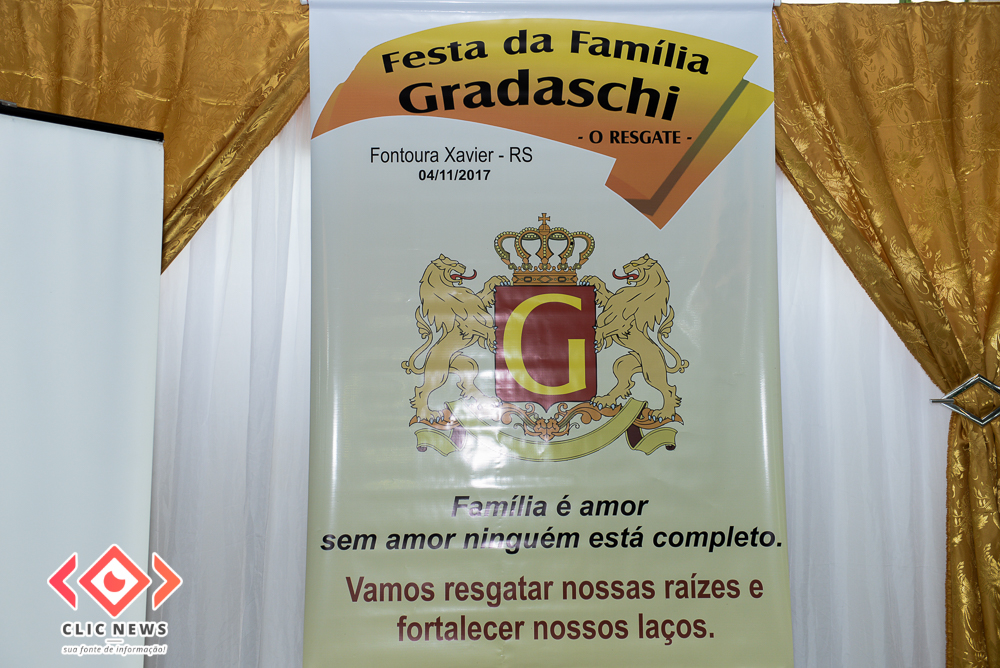 Festa da Família
Gradaschi
- O RESGATE -
Fontoura Xavier - RS
04/11/2017
G
Família é amor
sem amor ninguém está completo.
Vamos resgatar nossas raízes e
fortalecer nossos laços.
CLIC NEWS
sua fonte de informação!